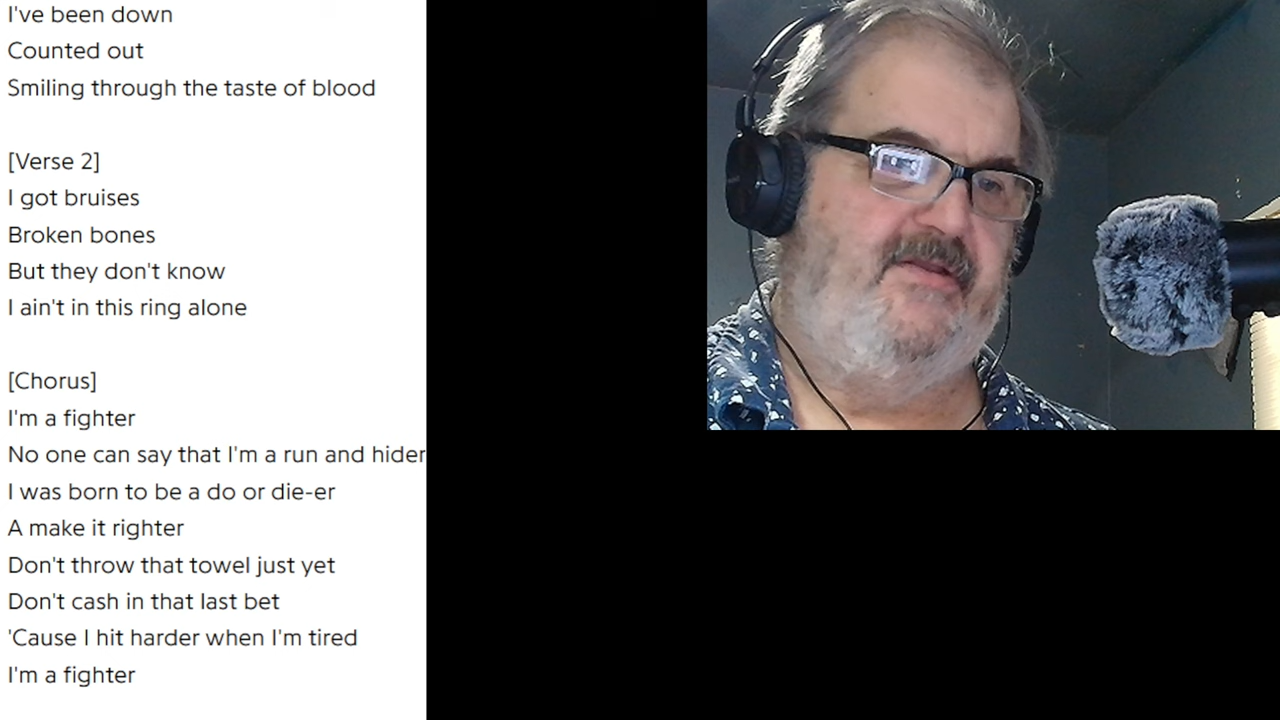 I've been down
Counted out
Smiling through the taste of blood
[Verse 2]
I got bruises
Broken bones
But they don't know
I ain't in this ring alone
[Chorus]
I'm a fighter
No one can say that I'm a run and hider
I was born to be a do or die-er
A make it righter
Don't throw that towel just yet
Don't cash in that last bet
'Cause I hit harder when I'm tired
I'm a fighter